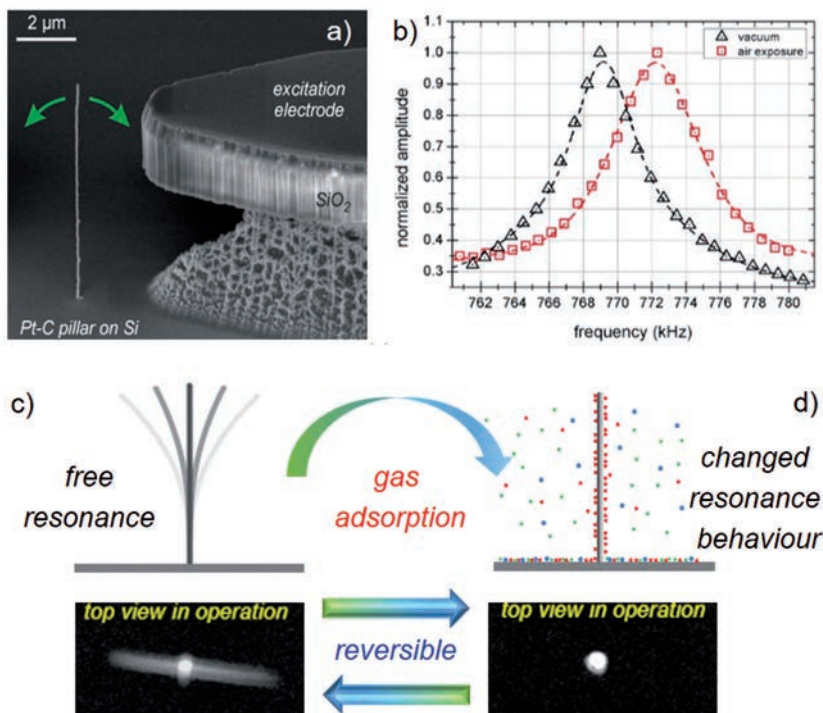 2 µm
a)
excitation
electrode
SiO2
Pt-C pillar on Si
b)
normalized amplitude
1.1
1.0
0.9
0.8
0.7
0.6
0.5
0.4
0.3
vacuum
air exposure
762 764 766 768 770 772 774 776 778 780
frequency (kHz)
c)
free
resonance
gas
adsorption
d)
changed
resonance
behaviour
top view in operation
reversible
top view in operation